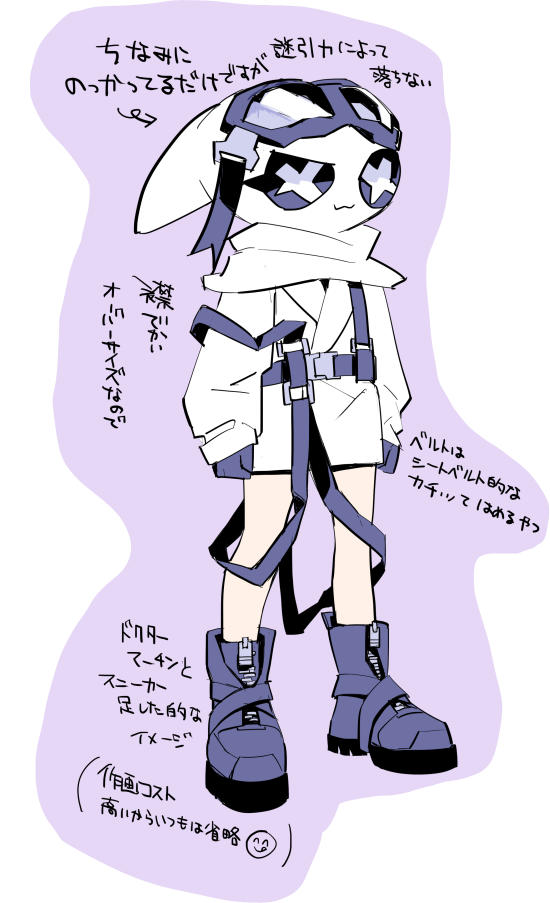 ちなみに
のっかってるだけですが
謎引力によって
落ちない
襟でかい
オーバーサイズなので
ベルトは
シートベルト的な
カチッて はめるやつ
ドクター
マーチンと
スニーカー
足した的な
イメージ
(作画コスト
高いからいつもは省略)